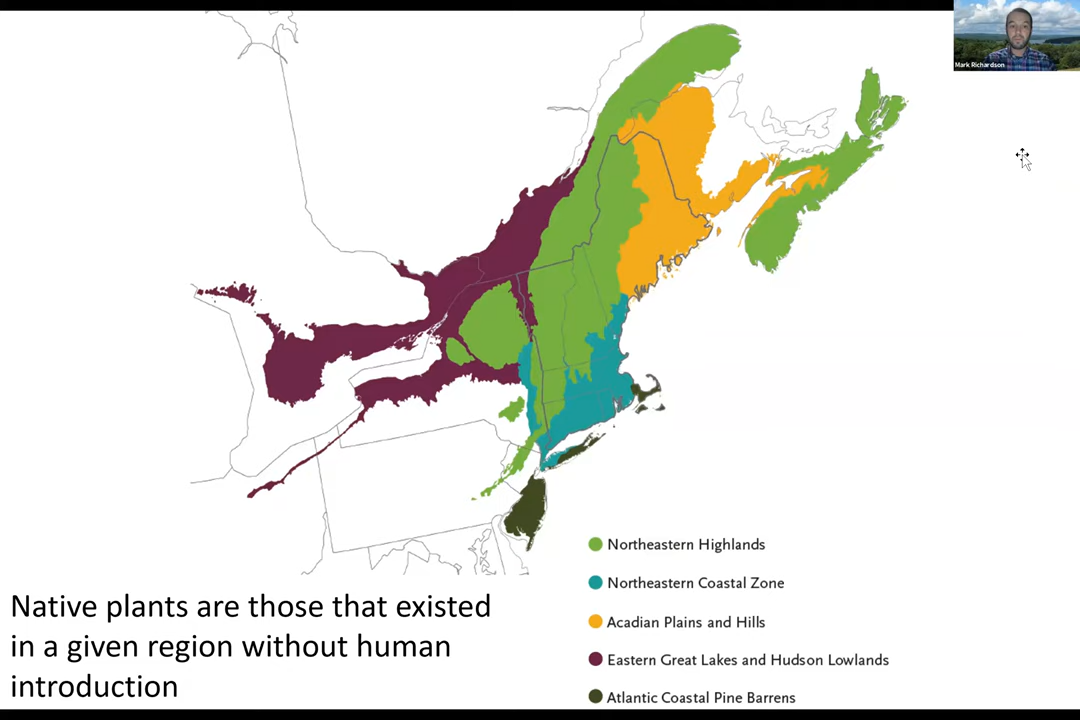 Mark Richardson
Northeastern Highlands
Northeastern Coastal Zone
Acadian Plains and Hills
Eastern Great Lakes and Hudson Lowlands
Atlantic Coastal Pine Barrens
Native plants are those that existed
in a given region without human
introduction